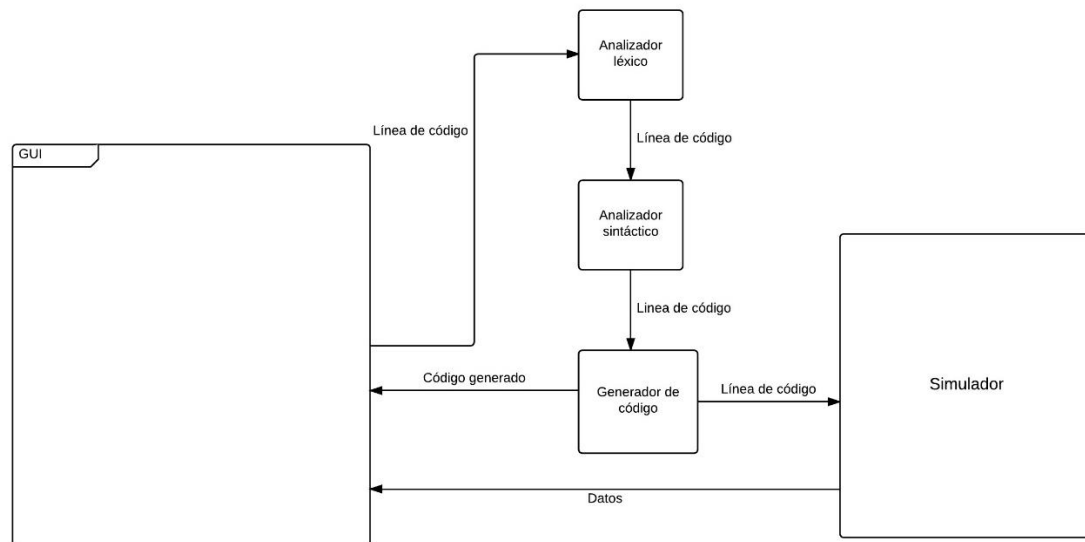 Analizador
léxico
Línea de código
Línea de código
GUI
Analizador
sintáctico
Linea de código
Código generado
Generador de
código
Línea de código
Simulador
Datos